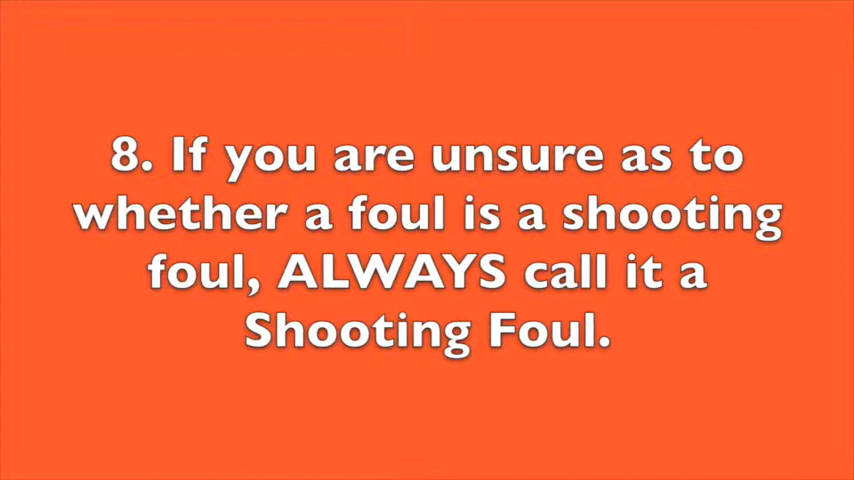 8. If you are unsure as to
whether a foul is a shooting
foul, ALWAYS call it a
Shooting Foul.